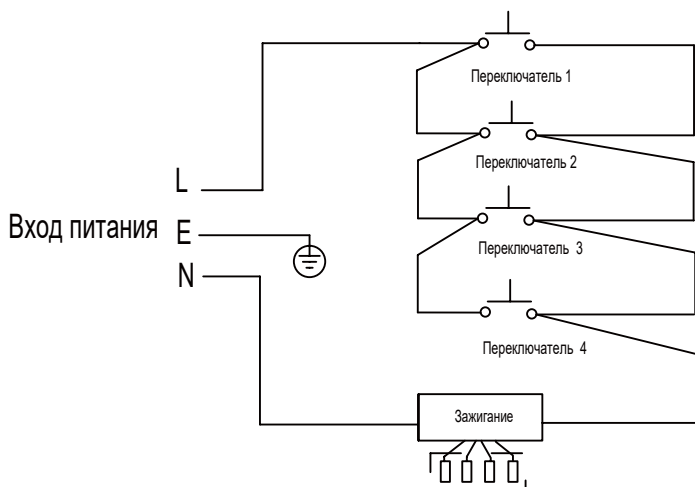 Переключатель 1
Переключатель 2
L
Вход питания E
Переключатель 3
N
Переключатель 4
Зажигание